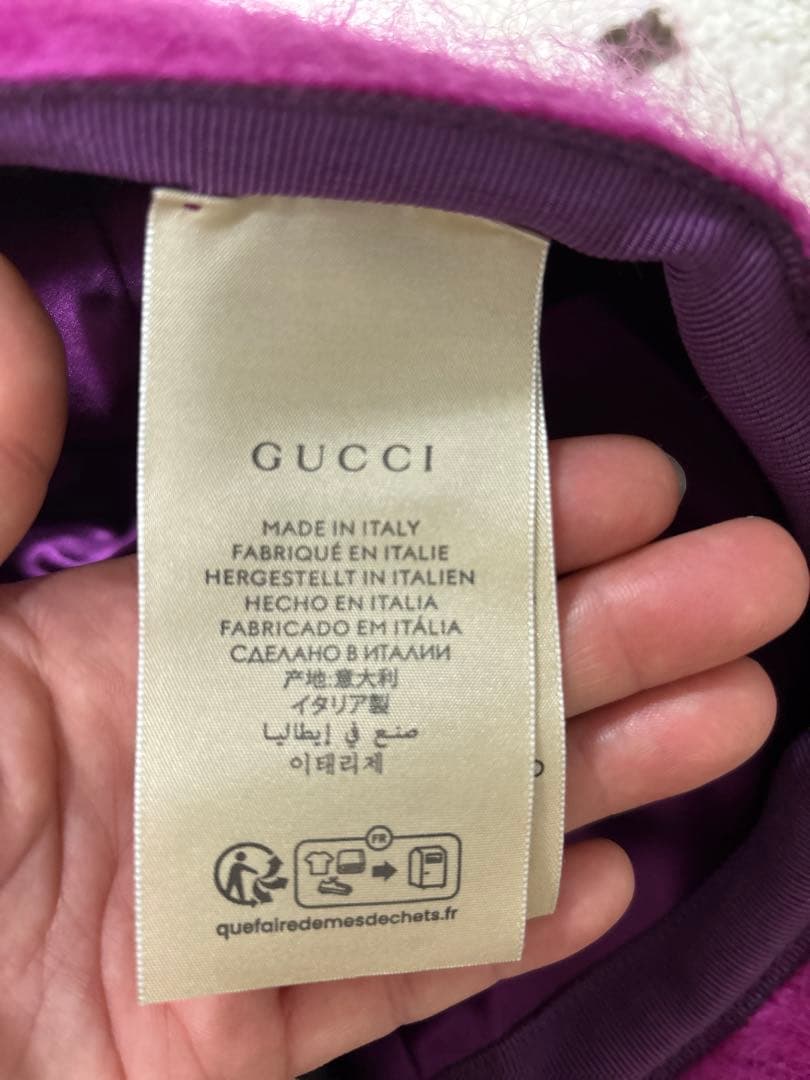 GUCCI
MADE IN ITALY
FABRIQUÉ EN ITALIE
HERGESTELLT IN ITALIEN
HECHO EN ITALIA
FABRICADO EM ITÁLIA
СДЕЛАНО В ИТАЛИИ
产地:意大利
イタリア製
صنع في إيطاليا
이태리제
FR
quefairedemesdechets.fr